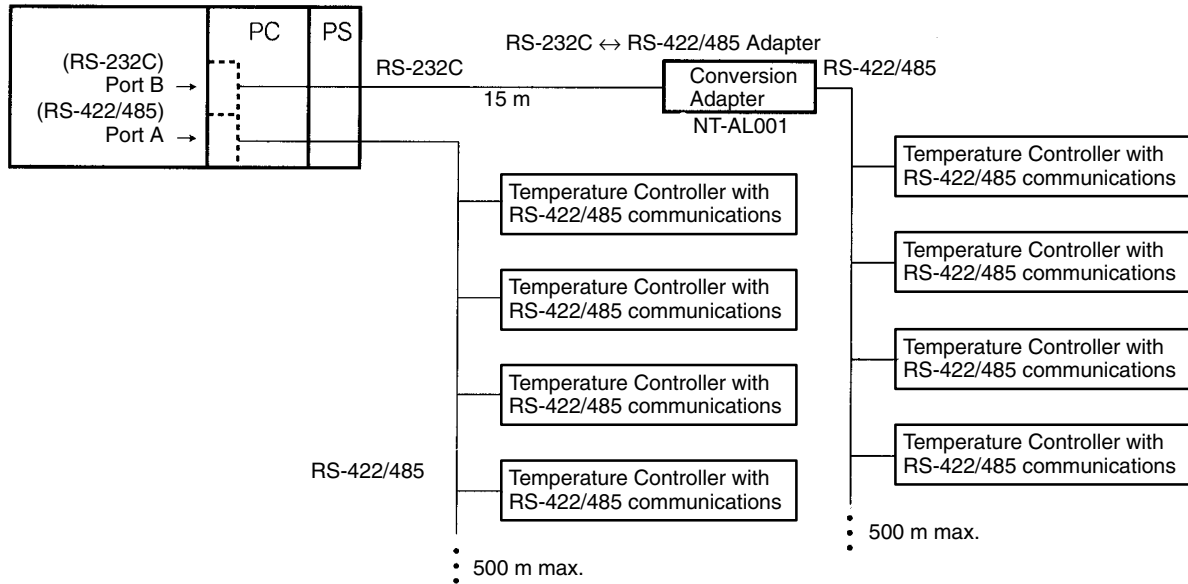 PC
PS
(RS-232C)
Port B →
(RS-422/485)
Port A →
RS-232C
15 m
RS-232C ↔ RS-422/485 Adapter
Conversion
Adapter
NT-AL001
RS-422/485
Temperature Controller with
RS-422/485 communications
Temperature Controller with
RS-422/485 communications
Temperature Controller with
RS-422/485 communications
Temperature Controller with
RS-422/485 communications
RS-422/485
500 m max.
Temperature Controller with
RS-422/485 communications
Temperature Controller with
RS-422/485 communications
Temperature Controller with
RS-422/485 communications
Temperature Controller with
RS-422/485 communications
500 m max.